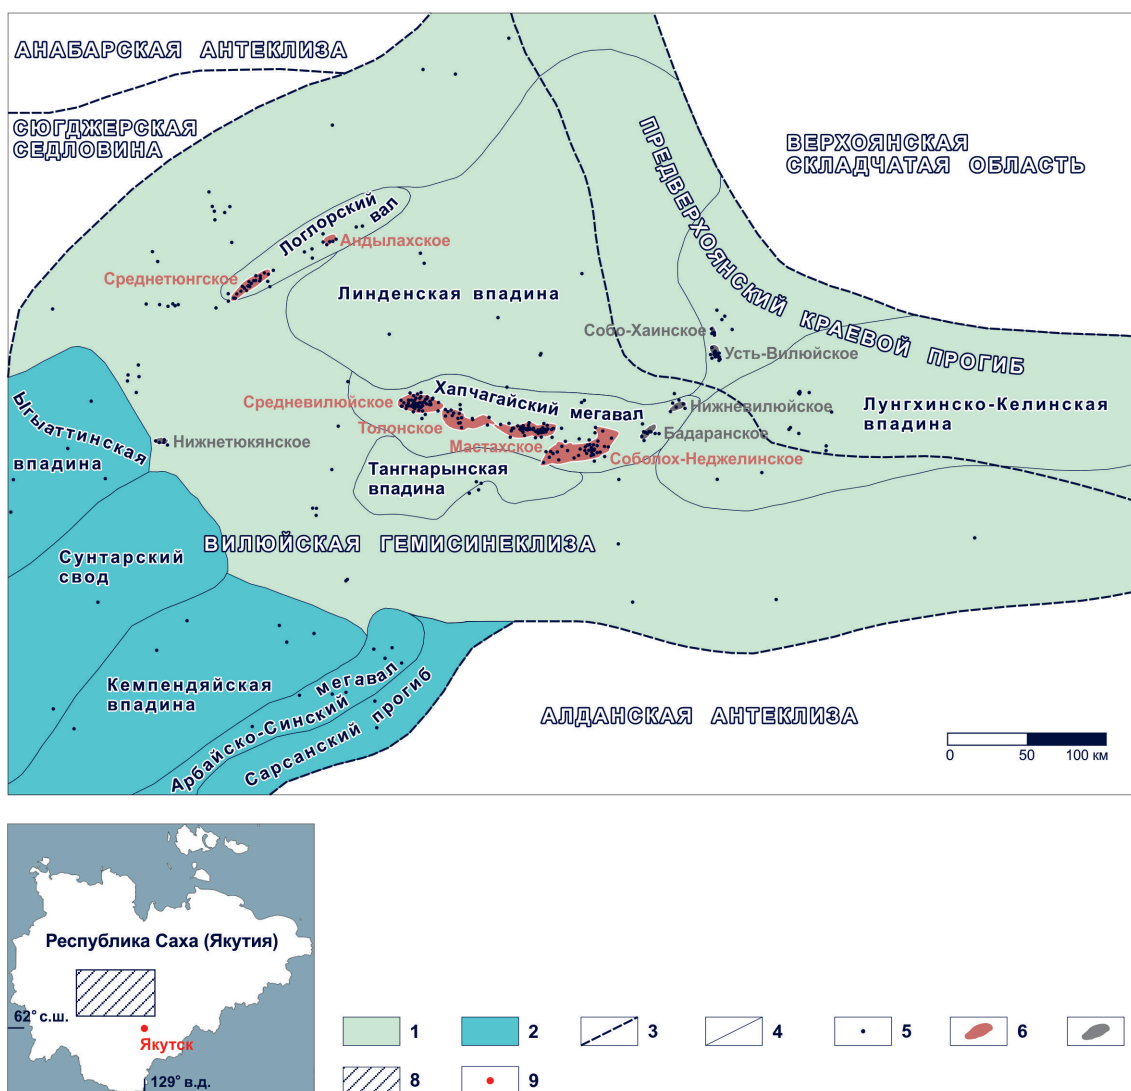 АНАБАРСКАЯ АНТЕКЛИЗА
СЮГДЖЕРСКАЯ
СЕДЛОВИНА
ВЕРХОЯНСКАЯ
СКЛАДЧАТАЯ ОБЛАСТЬ
ПРЕДВЕРХОЯНСКИЙ КРАЕВОЙ ПРОГИБ
Логлорский
вал
Андылахское
Среднетюнгское
Линденская впадина
Собо-Хаинское
Усть-Вилюйское
Хапчагайский мегавал
Средневилюйское
Нижневилюйское
Лунгхинско-Келинская
впадина
Толонское
Бадаранское
Мастахское
Соболох-Неджелинское
Ыгыаттинская
впадина
Нижнетюкянское
Тангнарынская
впадина
ВИЛЮЙСКАЯ ГЕМИСИНЕКЛИЗА
Сунтарский
свод
Кемпендяйская
впадина
Арбайско-Синский мегавал
Сарсанский прогиб
АЛДАНСКАЯ АНТЕКЛИЗА
0 50 100 км
Республика Саха (Якутия)
62° с.ш.
Якутск
129° в.д.
1 2 3 4 5 6
8 9